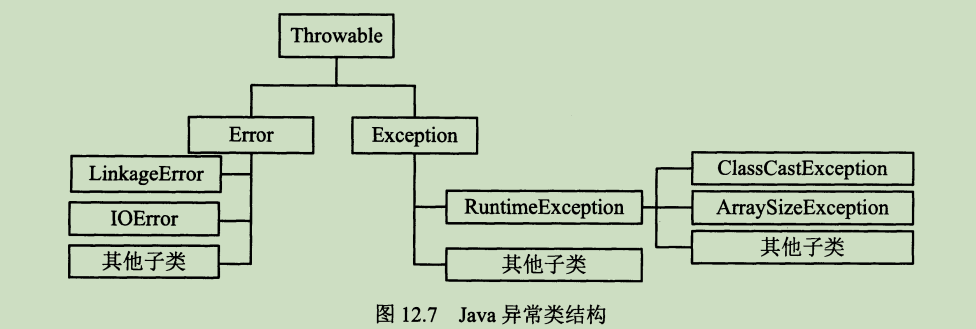 Throwable
Error
Exception
LinkageError
IOError
其他子类
RuntimeException
其他子类
ClassCastException
ArraySizeException
其他子类
图 12.7 Java 异常类结构